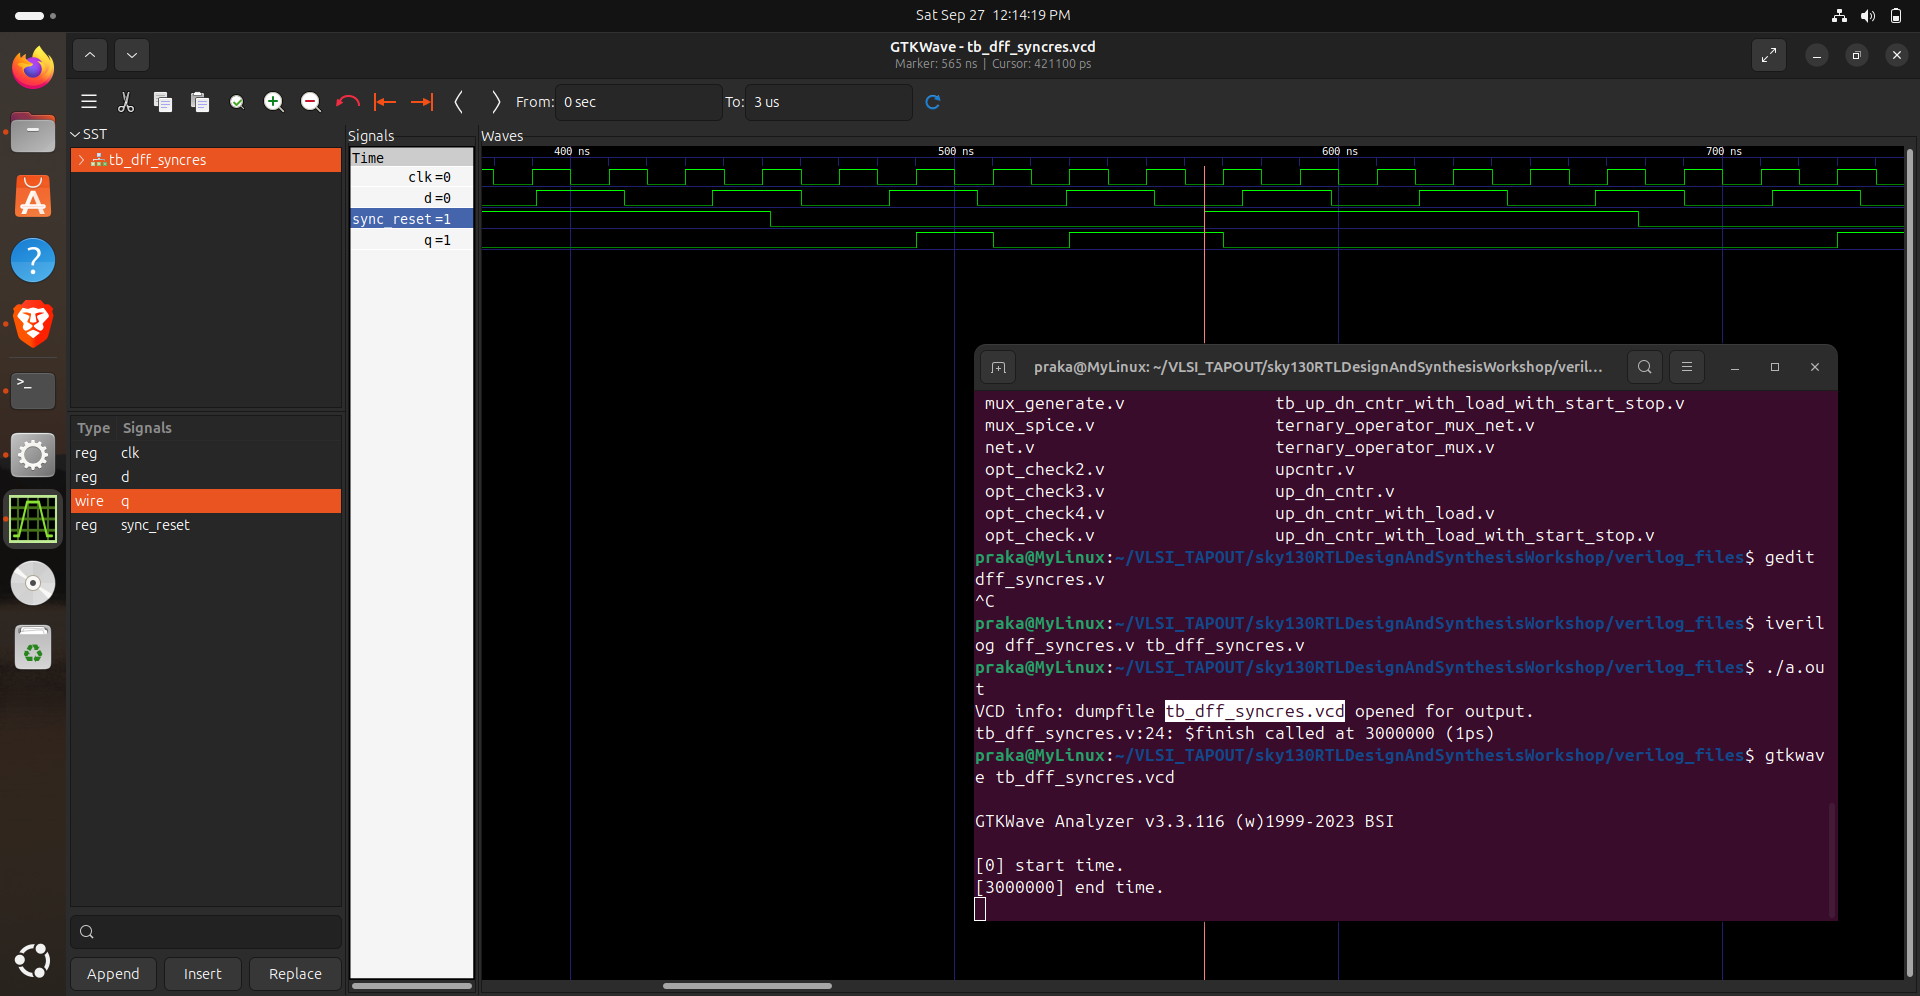 Sat Sep 27  12:14:19 PM
GTKWave - tb_dff_syncres.vcd
Marker: 565 ns | Cursor: 421100 ps
From: 0 sec
To: 3 us
SST
tb_dff_syncres
Type Signals
reg clk
reg d
wire q
reg sync_reset
Append Insert Replace
Signals
Time
clk =0
d =0
sync_reset =1
q =1
Waves
400 ns 500 ns 600 ns 700 ns
praka@MyLinux: ~/VLSI_TAPOUT/sky130RTLDesignAndSynthesisWorkshop/veril...
mux_generate.v tb_up_dn_cntr_with_load_with_start_stop.v
mux_spice.v ternary_operator_mux_net.v
net.v ternary_operator_mux.v
opt_check2.v upcntr.v
opt_check3.v up_dn_cntr.v
opt_check4.v up_dn_cntr_with_load.v
opt_check.v up_dn_cntr_with_load_with_start_stop.v
praka@MyLinux:~/VLSI_TAPOUT/sky130RTLDesignAndSynthesisWorkshop/verilog_files$ gedit
dff_syncres.v
^C
praka@MyLinux:~/VLSI_TAPOUT/sky130RTLDesignAndSynthesisWorkshop/verilog_files$ iveril
og dff_syncres.v tb_dff_syncres.v
praka@MyLinux:~/VLSI_TAPOUT/sky130RTLDesignAndSynthesisWorkshop/verilog_files$ ./a.ou
t
VCD info: dumpfile tb_dff_syncres.vcd opened for output.
tb_dff_syncres.v:24: $finish called at 3000000 (1ps)
praka@MyLinux:~/VLSI_TAPOUT/sky130RTLDesignAndSynthesisWorkshop/verilog_files$ gtkwav
e tb_dff_syncres.vcd
GTKWave Analyzer v3.3.116 (w)1999-2023 BSI
[0] start time.
[3000000] end time.